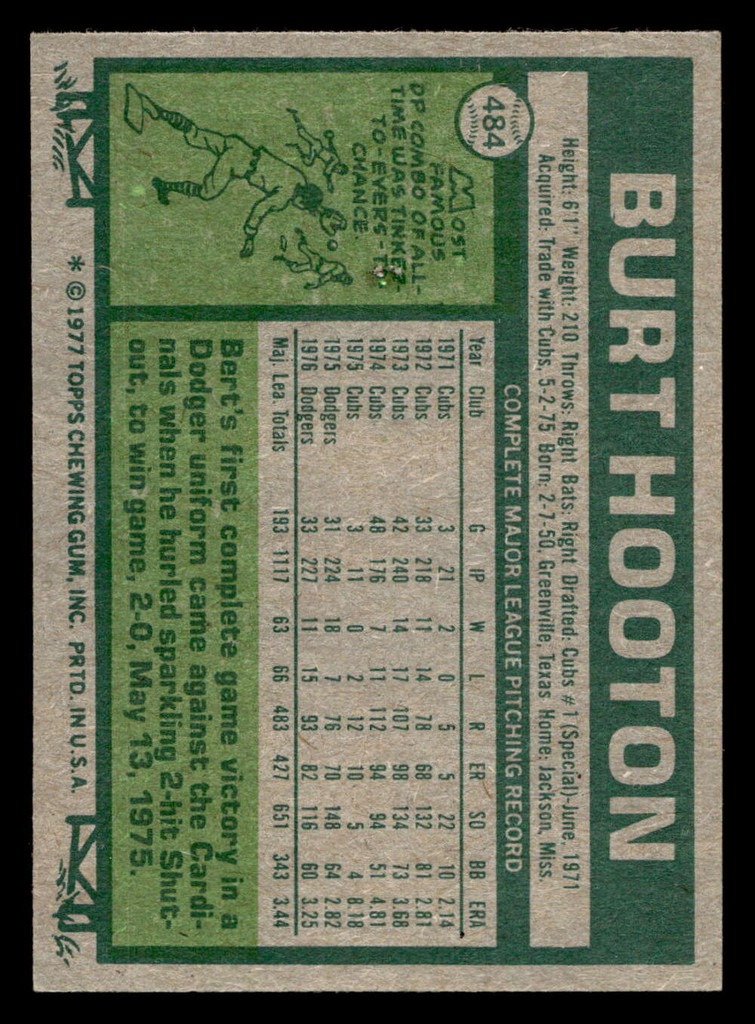 BURT HOOTON
484
Height: 6'1" Weight: 210 Throws: Right Bats: Right Drafted: Cubs #1 (Special)-June, 1971
Acquired: Trade with Cubs, 5-2-75 Born: 2-7-50, Greenville, Texas Home: Jackson, Miss.
MOST
FAMOUS
DP COMBO OF ALL-
TIME WAS TINKER-
TO-EVERS-TO-
CHANCE.
COMPLETE MAJOR LEAGUE PITCHING RECORD
Year Club G IP W L R ER SO BB ERA
1971 Cubs 3 21 2 0 5 5 22 10 2.14
1972 Cubs 33 218 11 14 78 68 132 81 2.81
1973 Cubs 42 240 14 17 107 98 134 73 3.68
1974 Cubs 48 176 7 11 112 94 94 51 4.81
1975 Cubs 3 11 0 2 12 10 5 4 8.18
1975 Dodgers 31 224 18 7 76 70 148 64 2.82
1976 Dodgers 33 227 11 15 93 82 116 60 3.25
Maj. Lea. Totals 193 1117 63 66 483 427 651 343 3.44
Bert's first complete game victory in a
Dodger uniform came against the Cardi-
nals when he hurled sparkling 2-hit Shut-
out, to win game, 2-0, May 13, 1975.
* © 1977 TOPPS CHEWING GUM, INC. PRTD. IN U.S.A.